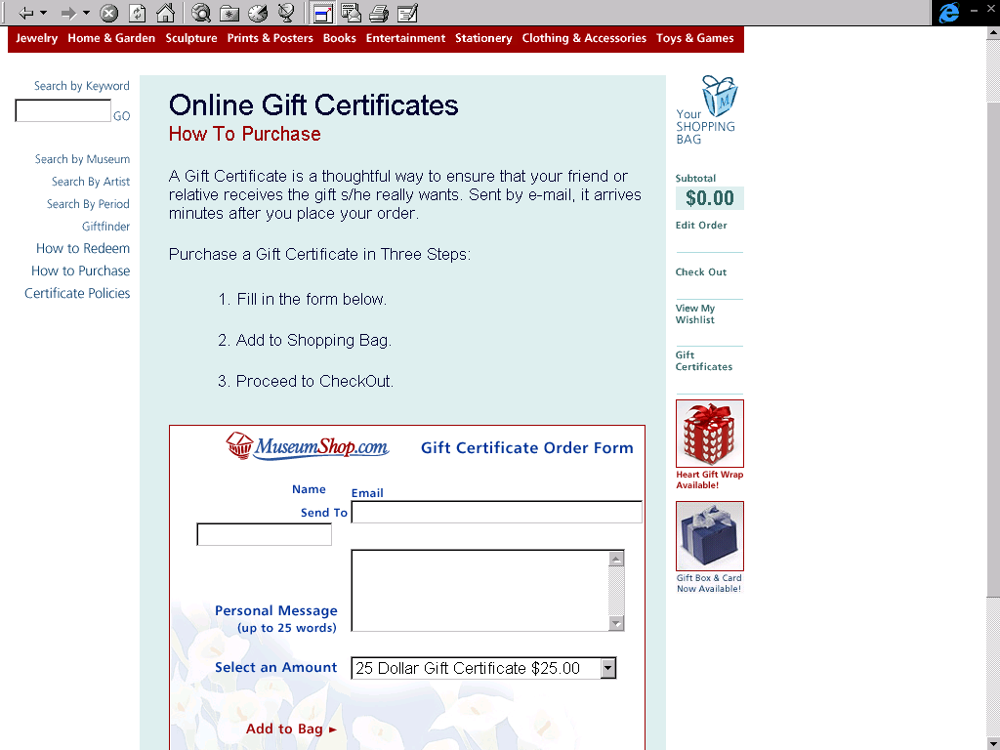 Jewelry Home & Garden Sculpture Prints & Posters Books Entertainment Stationery Clothing & Accessories Toys & Games
Search by Keyword
GO
Search by Museum
Search By Artist
Search By Period
Giftfinder
How to Redeem
How to Purchase
Certificate Policies
Online Gift Certificates
How To Purchase
A Gift Certificate is a thoughtful way to ensure that your friend or
relative receives the gift s/he really wants. Sent by e-mail, it arrives
minutes after you place your order.
Purchase a Gift Certificate in Three Steps:
1. Fill in the form below.
2. Add to Shopping Bag.
3. Proceed to CheckOut.
MuseumShop.com Gift Certificate Order Form
Name Email
Send To
Personal Message
(up to 25 words)
Select an Amount 25 Dollar Gift Certificate $25.00
Add to Bag ►
M
Your
SHOPPING
BAG
Subtotal
$0.00
Edit Order
Check Out
View My
Wishlist
Gift
Certificates
Heart Gift Wrap
Available!
Gift Box & Card
Now Available!